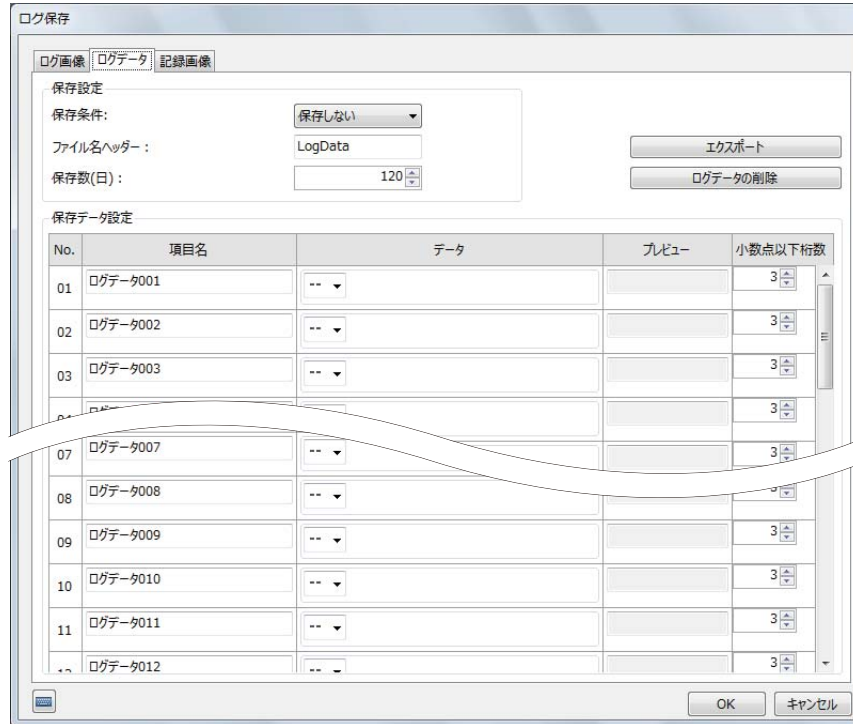 ログ保存
ログ画像 ログデータ 記録画像
保存設定
保存条件: 保存しない
ファイル名ヘッダー : LogData
保存数(日) : 120
エクスポート
ログデータの削除
保存データ設定
No. 項目名 データ プレビュー 小数点以下桁数
01 ログデータ001 -- 3
02 ログデータ002 -- 3
03 ログデータ003 -- 3
3
07 ログデータ007 -- 3
08 ログデータ008 -- 3
09 ログデータ009 -- 3
10 ログデータ010 -- 3
11 ログデータ011 -- 3
ログデータ012 -- 3
OK キャンセル